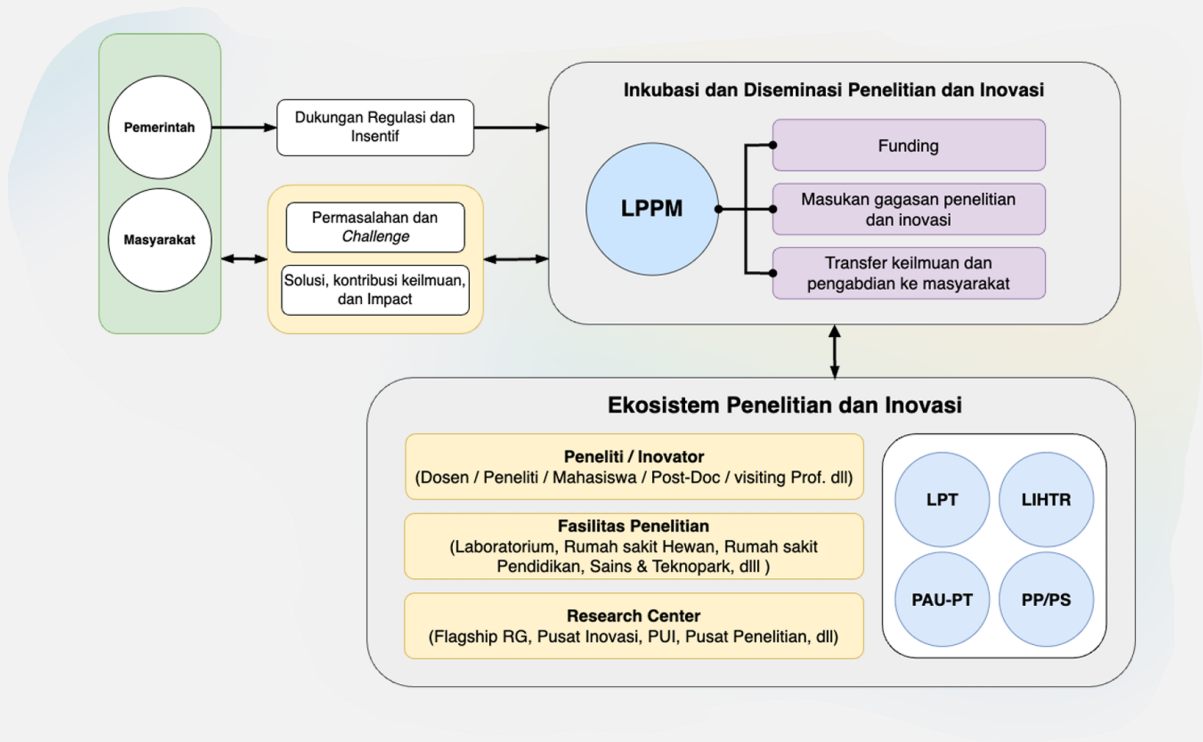 Pemerintah
Masyarakat
Dukungan Regulasi dan
Insentif
Permasalahan dan
Challenge
Solusi, kontribusi keilmuan,
dan Impact
Inkubasi dan Diseminasi Penelitian dan Inovasi
LPPM
Funding
Masukan gagasan penelitian
dan inovasi
Transfer keilmuan dan
pengabdian ke masyarakat
Ekosistem Penelitian dan Inovasi
Peneliti / Inovator
(Dosen / Peneliti / Mahasiswa / Post-Doc / visiting Prof. dll)
Fasilitas Penelitian
(Laboratorium, Rumah sakit Hewan, Rumah sakit
Pendidikan, Sains & Teknopark, dlll )
Research Center
(Flagship RG, Pusat Inovasi, PUI, Pusat Penelitian, dll)
LPT
LIHTR
PAU-PT
PP/PS